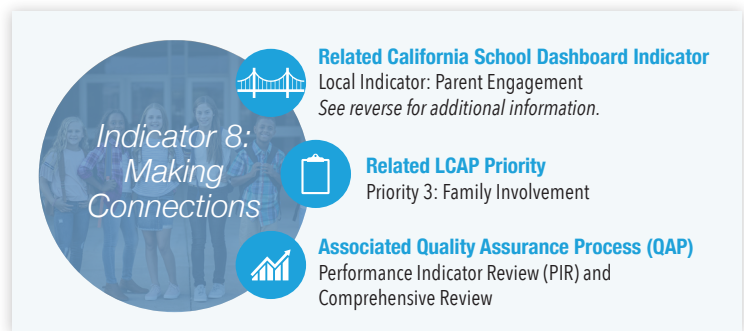 Indicator 8:
Making
Connections
Related California School Dashboard Indicator
Local Indicator: Parent Engagement
See reverse for additional information.
Related LCAP Priority
Priority 3: Family Involvement
Associated Quality Assurance Process (QAP)
Performance Indicator Review (PIR) and
Comprehensive Review